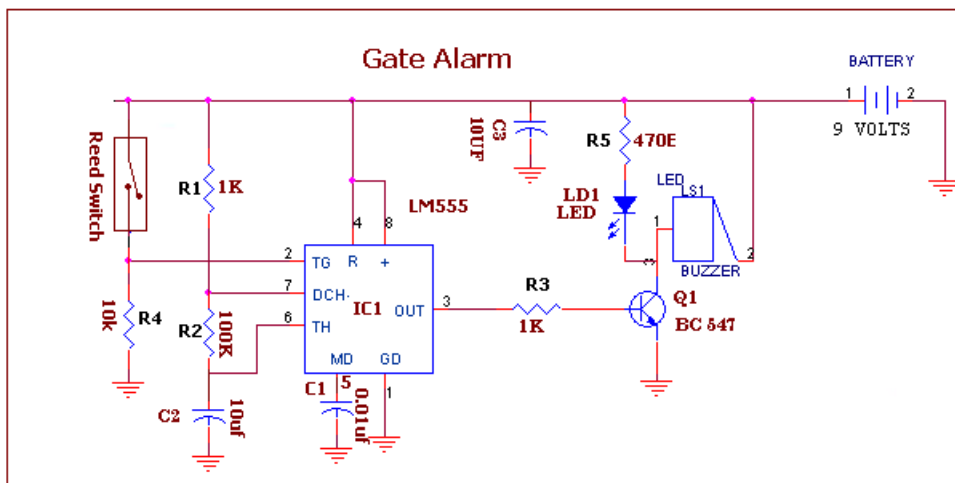 Gate Alarm
BATTERY
1
2
9 VOLTS
C3
10UF
R5
470E
Reed Switch
R1
1K
LM555
LD1
LED
LED
LS1
1
2
BUZZER
3
4
8
2
TG
R
+
7
DCH
IC1
OUT
3
R3
1K
Q1
BC 547
6
TH
10k
R4
R2
100K
MD
GD
5
1
C1
0.01uf
C2
10uf